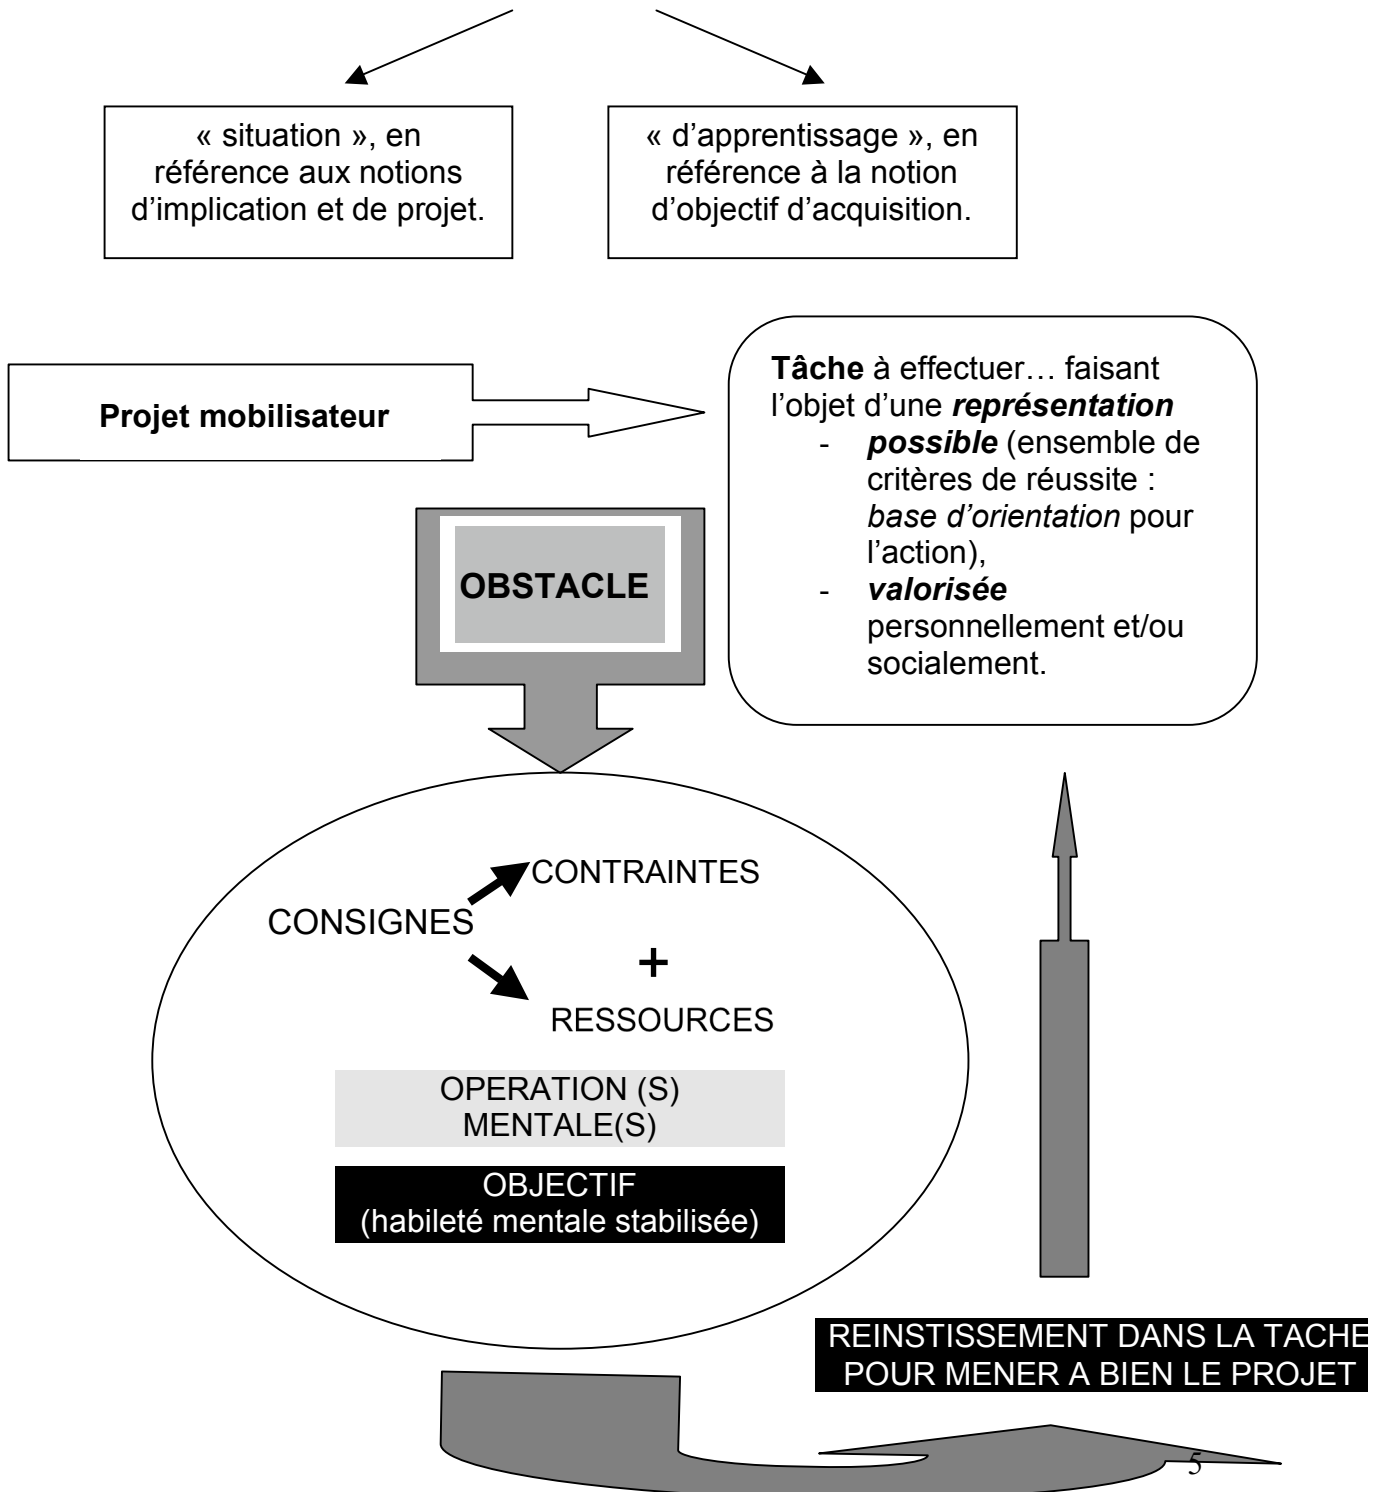 « situation », en
référence aux notions
d’implication et de projet.
« d’apprentissage », en
référence à la notion
d’objectif d’acquisition.
Projet mobilisateur
Tâche à effectuer… faisant
l’objet d’une représentation
- possible (ensemble de
critères de réussite :
base d’orientation pour
l’action),
- valorisée
personnellement et/ou
socialement.
OBSTACLE
CONTRAINTES
CONSIGNES
+
RESSOURCES
OPERATION (S)
MENTALE(S)
OBJECTIF
(habileté mentale stabilisée)
REINSTISSEMENT DANS LA TACHE
POUR MENER A BIEN LE PROJET
5